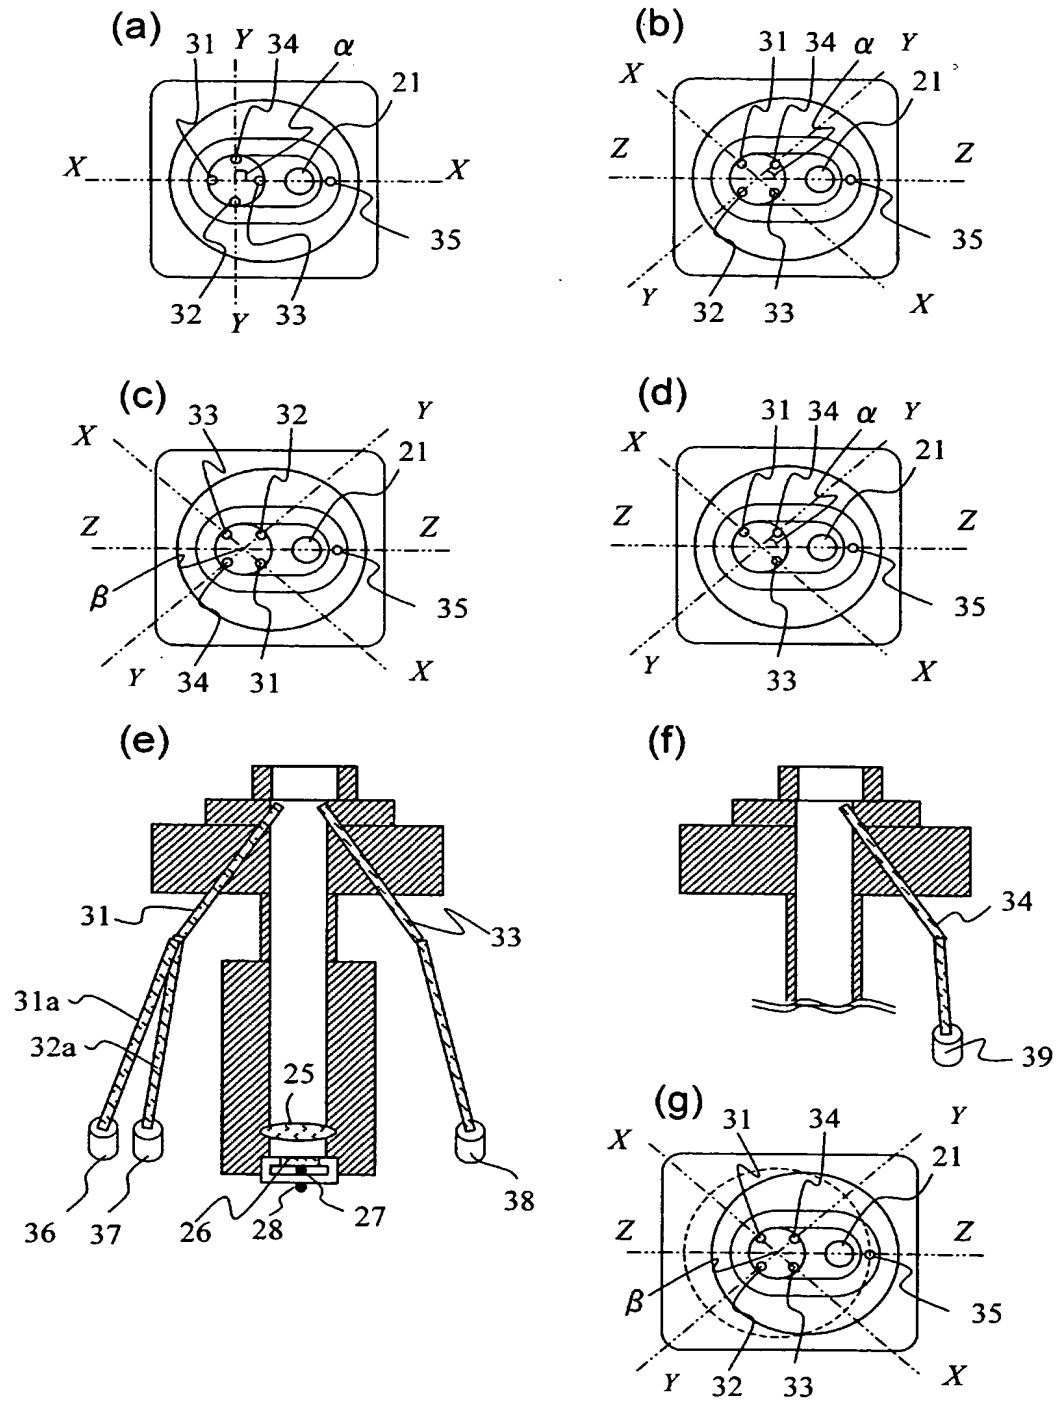 (a)
31 Y 34 α 21
X X
35
32 Y 33
(b)
31 34 α Y
X 21
Z Z
35
Y 32 33 X
(c)
33 32 Y
X 21
Z Z
β 35
Y 34 31 X
(d)
31 34 α Y
X 21
Z Z
35
Y 33 X
(e)
31 33
31a
32a
25
36 37 26 28 27 38
(f)
34
39
(g)
31 34 Y
X 21
Z Z
β 35
Y 32 33 X